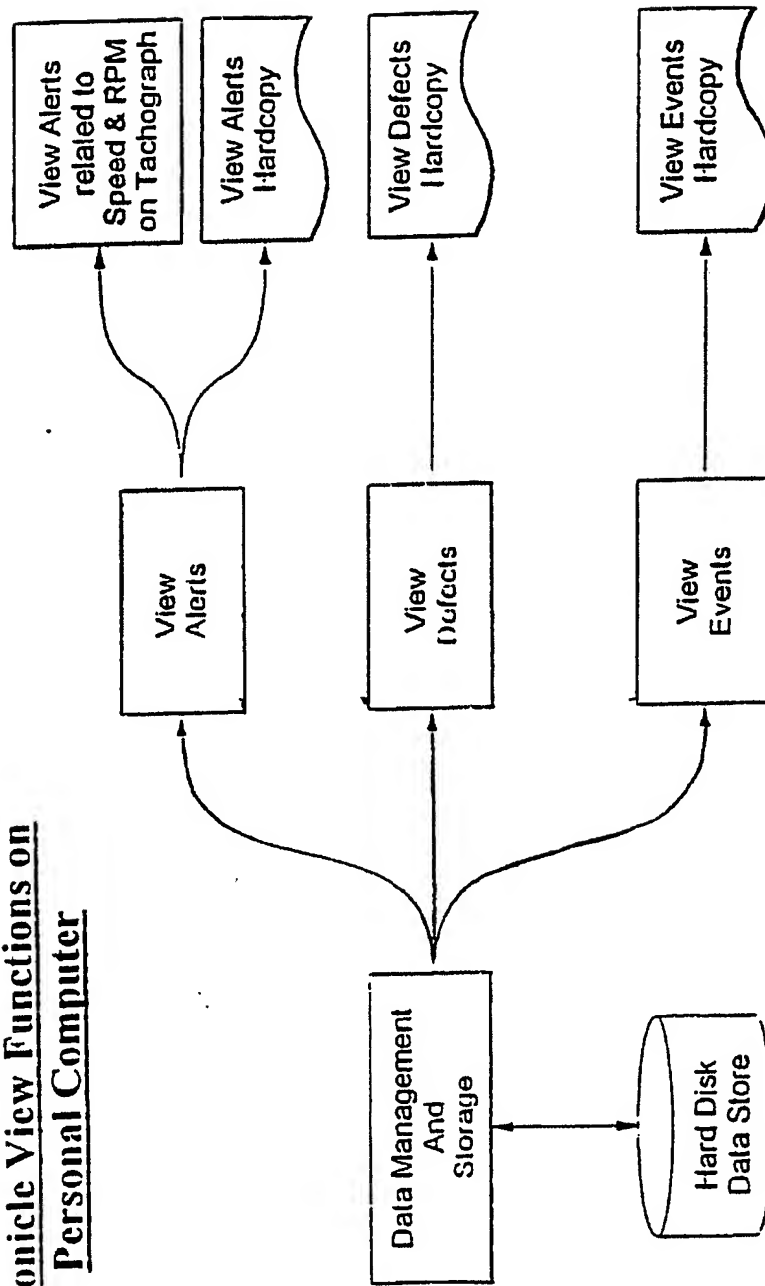 onicle View Functions on
Personal Computer
Data Management
And
Storage
Hard Disk
Data Store
View
Alerts
View
Defects
View
Events
View Alerts
related to
Speed & RPM
on Tachograph
View Alerts
Hardcopy
View Defects
Hardcopy
View Events
Hardcopy